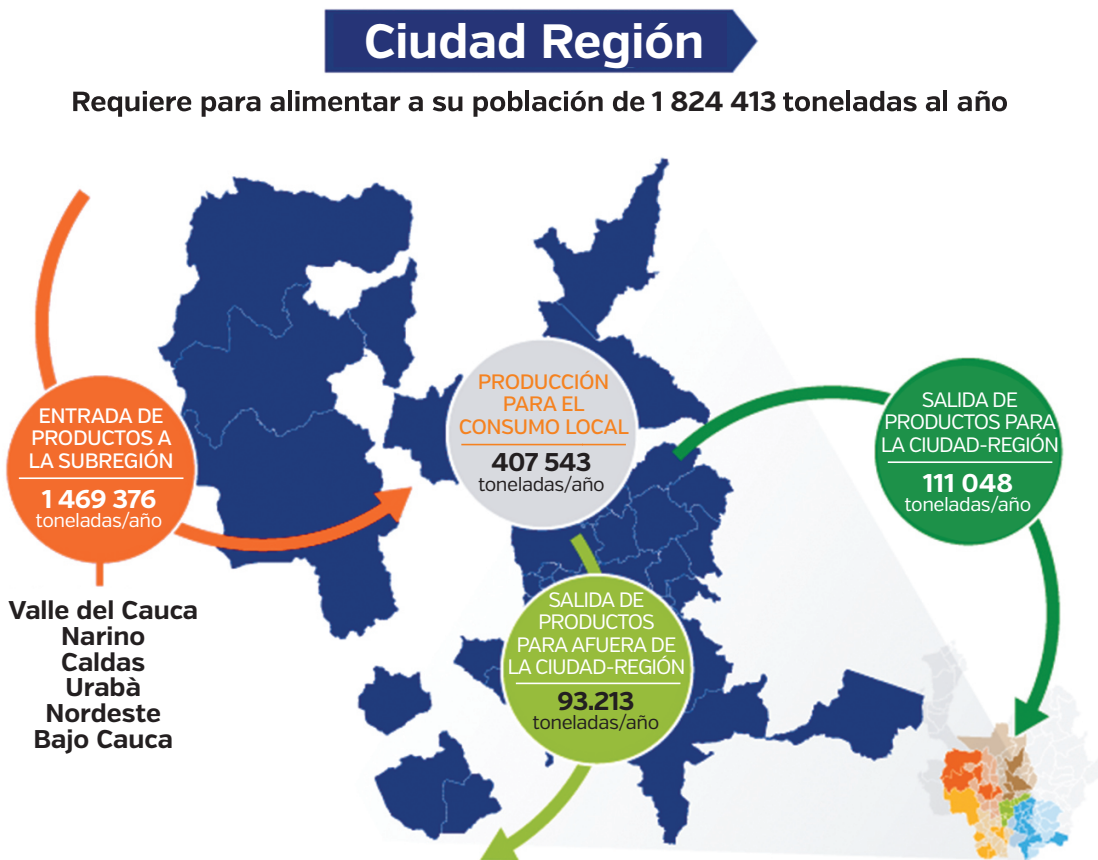 Ciudad Región
Requiere para alimentar a su población de 1 824 413 toneladas al año
ENTRADA DE
PRODUCTOS A
LA SUBREGIÓN
1 469 376
toneladas/año
Valle del Cauca
Narino
Caldas
Urabà
Nordeste
Bajo Cauca
PRODUCCIÓN
PARA EL
CONSUMO LOCAL
407 543
toneladas/año
SALIDA DE
PRODUCTOS PARA
LA CIUDAD-REGIÓN
111 048
toneladas/año
SALIDA DE
PRODUCTOS
PARA AFUERA DE
LA CIUDAD-REGIÓN
93.213
toneladas/año